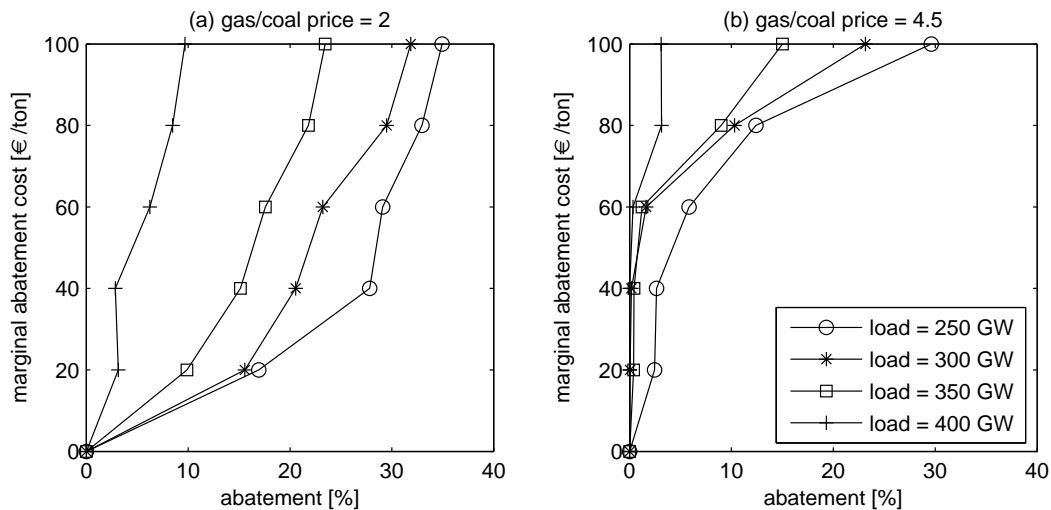 (a) gas/coal price = 2
marginal abatement cost [€ /ton]
100
80
60
40
20
0
0 10 20 30 40
abatement [%]
(b) gas/coal price = 4.5
marginal abatement cost [€ /ton]
100
80
60
40
20
0
0 10 20 30 40
abatement [%]
load = 250 GW
load = 300 GW
load = 350 GW
load = 400 GW